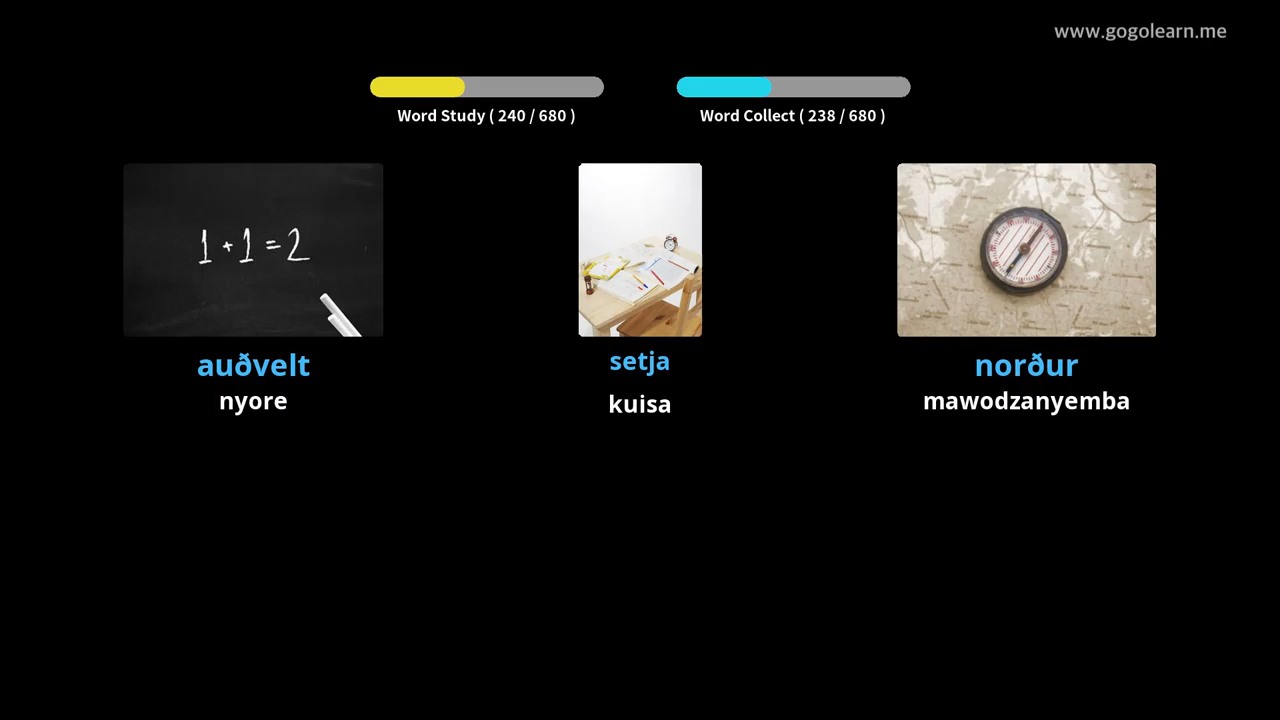 www.gogolearn.me
Word Study ( 240 / 680 )
Word Collect ( 238 / 680 )
1 + 1 = 2
auðvelt
nyore
setja
kuisa
norður
mawodzanyemba